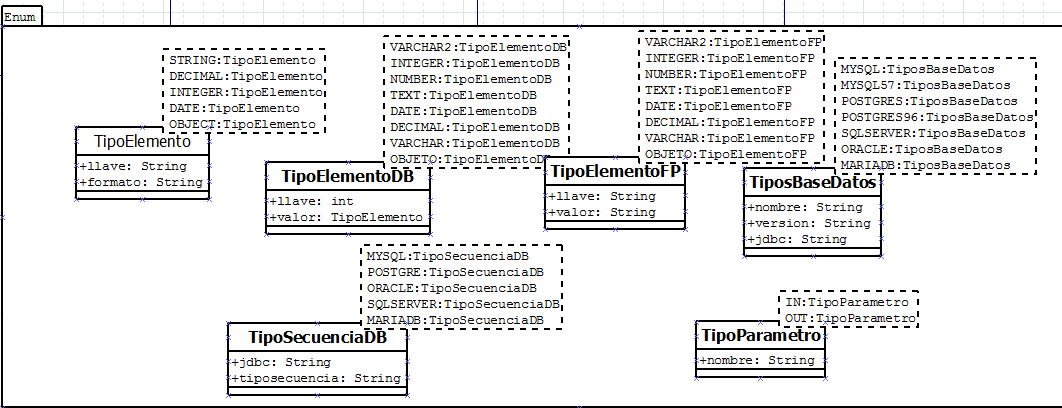 Enum
STRING:TipoElemento
DECIMAL:TipoElemento
INTEGER:TipoElemento
DATE:TipoElemento
OBJECT:TipoElemento
TipoElemento
+llave: String
+formato: String
VARCHAR2:TipoElementoDB
INTEGER:TipoElementoDB
NUMBER:TipoElementoDB
TEXT:TipoElementoDB
DATE:TipoElementoDB
DECIMAL:TipoElementoDB
VARCHAR:TipoElementoDB
OBJETO:TipoElementoDB
TipoElementoDB
+llave: int
+valor: TipoElemento
VARCHAR2:TipoElementoFP
INTEGER:TipoElementoFP
NUMBER:TipoElementoFP
TEXT:TipoElementoFP
DATE:TipoElementoFP
DECIMAL:TipoElementoFP
VARCHAR:TipoElementoFP
OBJETO:TipoElementoFP
TipoElementoFP
+llave: String
+valor: String
MYSQL:TiposBaseDatos
MYSQL57:TiposBaseDatos
POSTGRES:TiposBaseDatos
POSTGRES96:TiposBaseDatos
SQLSERVER:TiposBaseDatos
ORACLE:TiposBaseDatos
MARIADB:TiposBaseDatos
TiposBaseDatos
+nombre: String
+version: String
+jdbc: String
MYSQL:TipoSecuenciaDB
POSTGRE:TipoSecuenciaDB
ORACLE:TipoSecuenciaDB
SQLSERVER:TipoSecuenciaDB
MARIADB:TipoSecuenciaDB
TipoSecuenciaDB
+jdbc: String
+tiposecuencia: String
IN:TipoParametro
OUT:TipoParametro
TipoParametro
+nombre: String